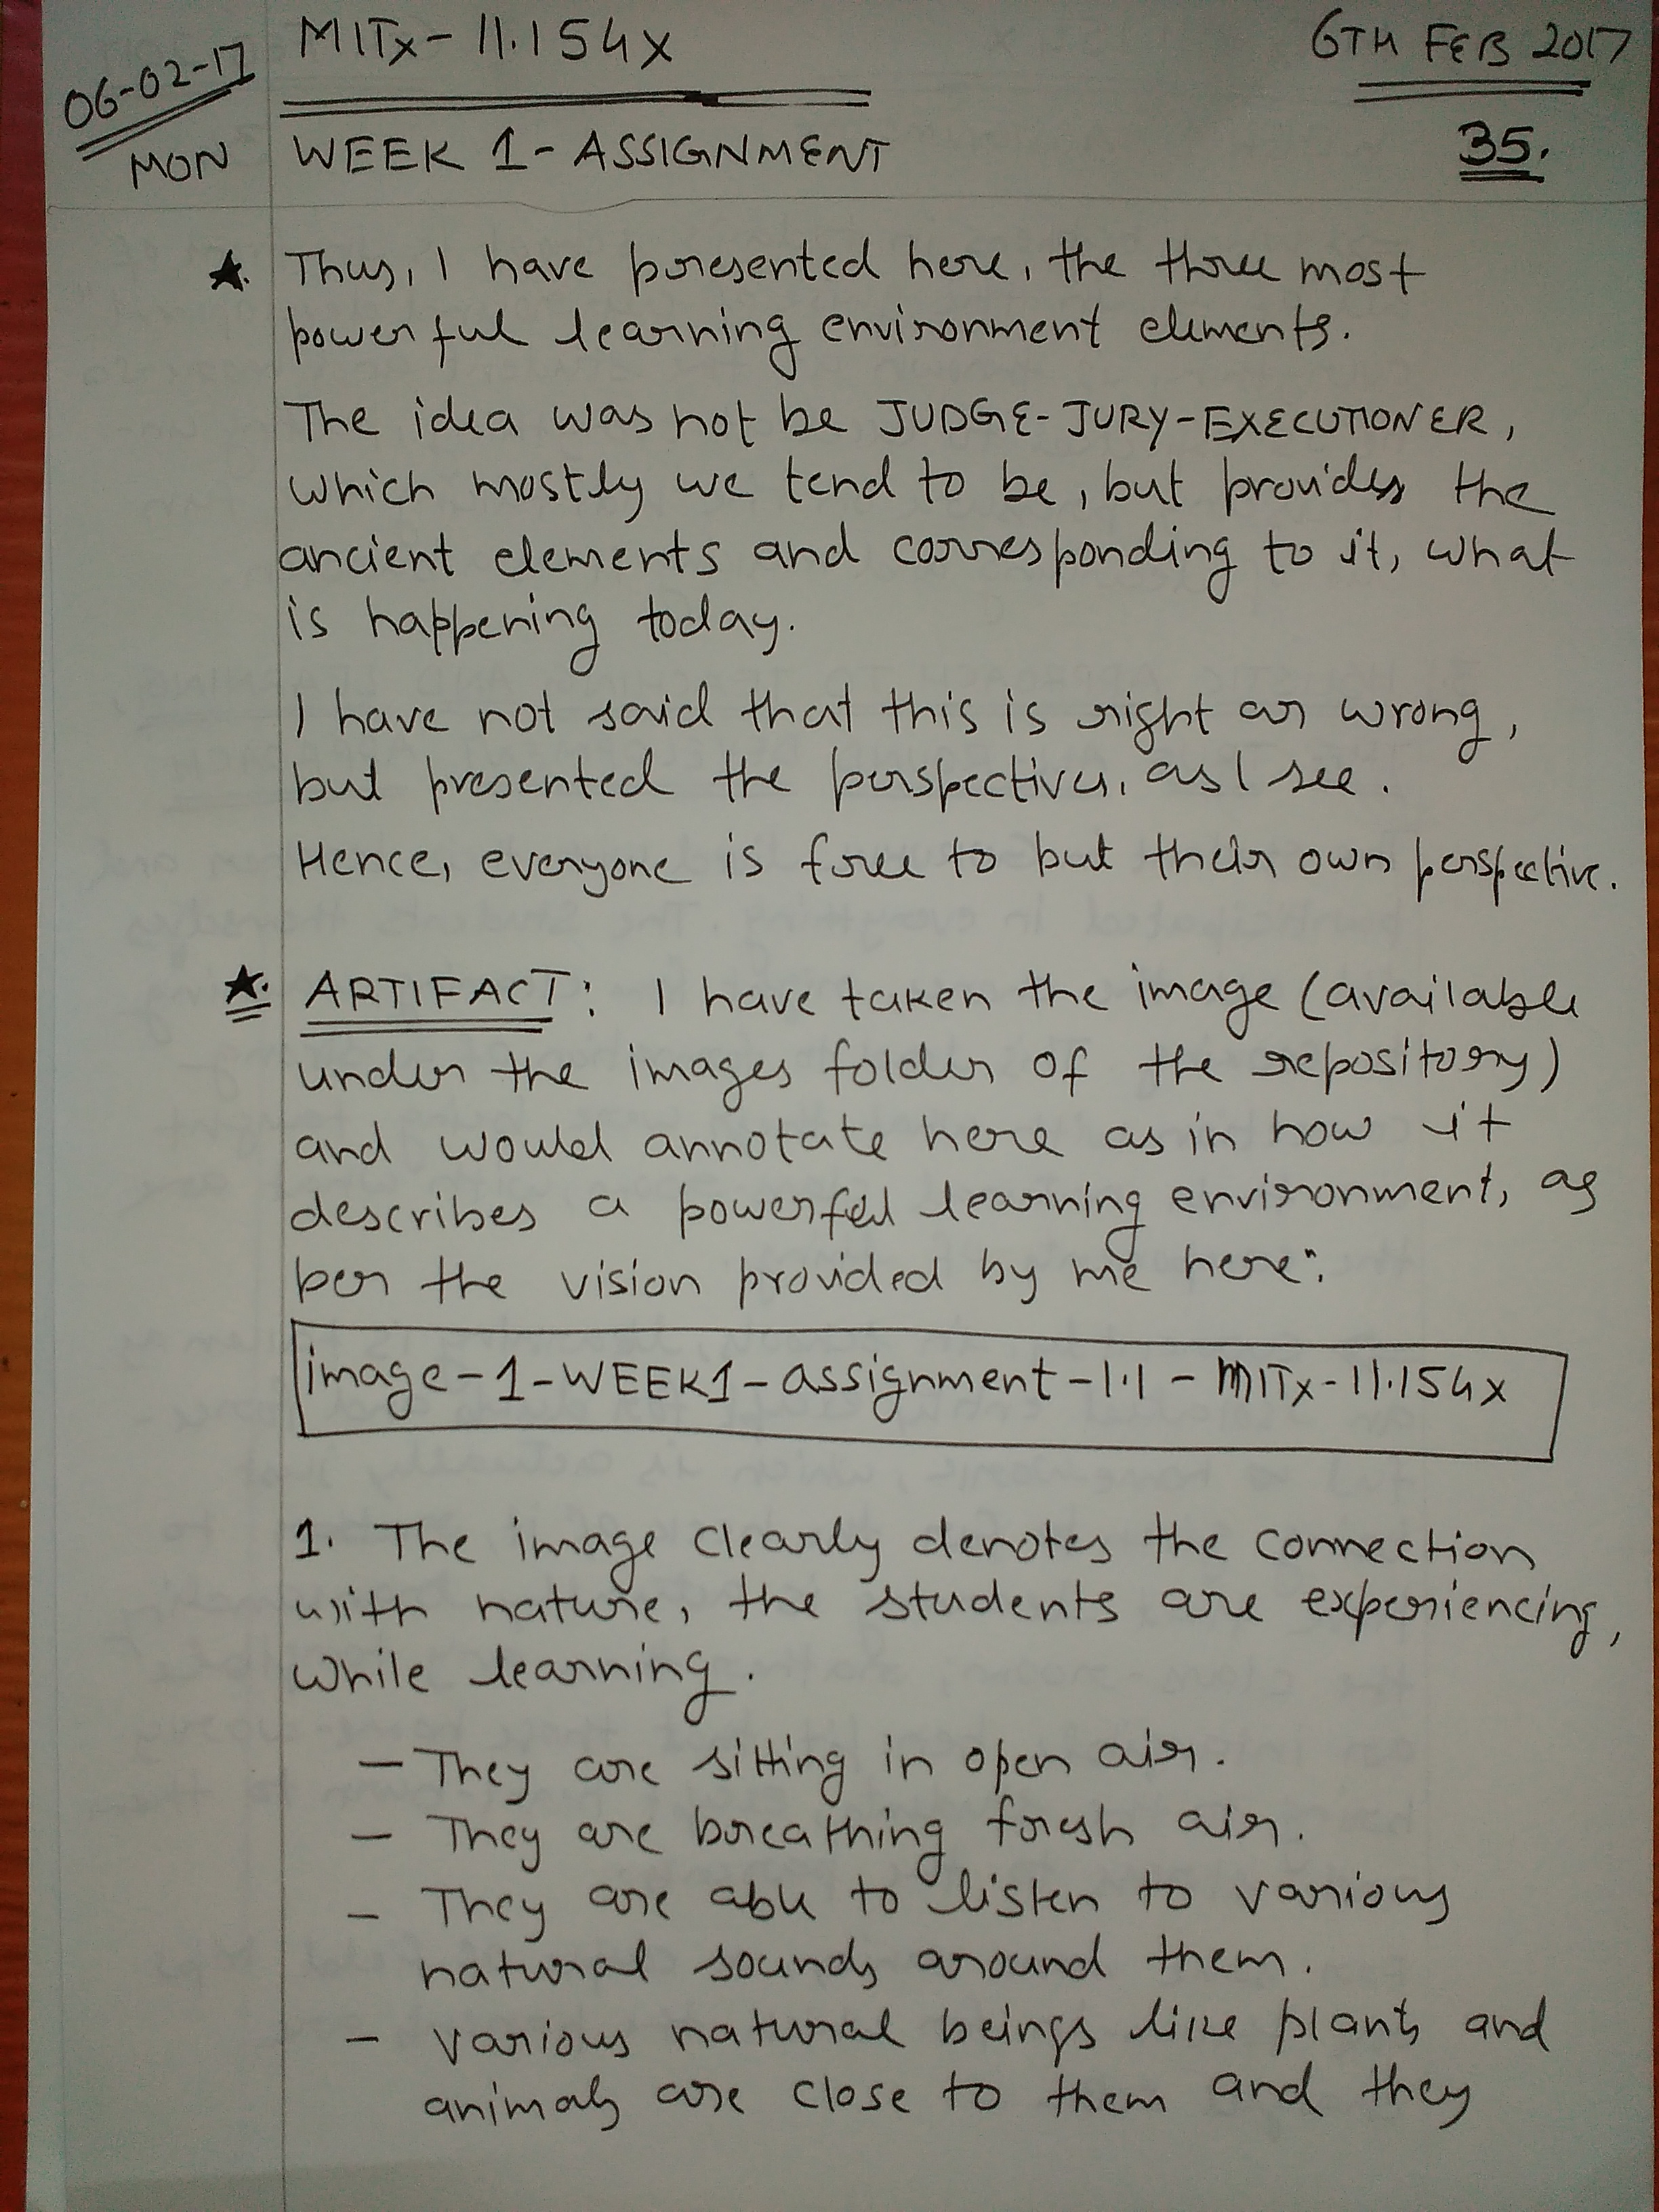 MITx-11.154x
6TH FEB 2017
06-02-17
MON
WEEK 1-ASSIGNMENT
35.
★. Thus, I have presented here, the three most
powerful learning environment elements.
The idea was not be JUDGE-JURY-EXECUTIONER,
which mostly we tend to be, but provides the
ancient elements and corresponding to it, what
is happening today.
I have not said that this is right or wrong,
but presented the perspectives, as I see.
Hence, everyone is free to but their own perspective.
★. ARTIFACT: I have taken the image (available
under the images folder of the repository)
and would annotate here as in how it
describes a powerful learning environment, as
per the vision provided by me here:
image-1-WEEK1-assignment-1.1-MITx-11.154x
1. The image clearly denotes the connection
with nature, the students are experiencing,
while learning.
- They are sitting in open air.
- They are breathing fresh air.
- They are able to listen to various
natural sounds around them.
- various natural beings like plants and
animals are close to them and they